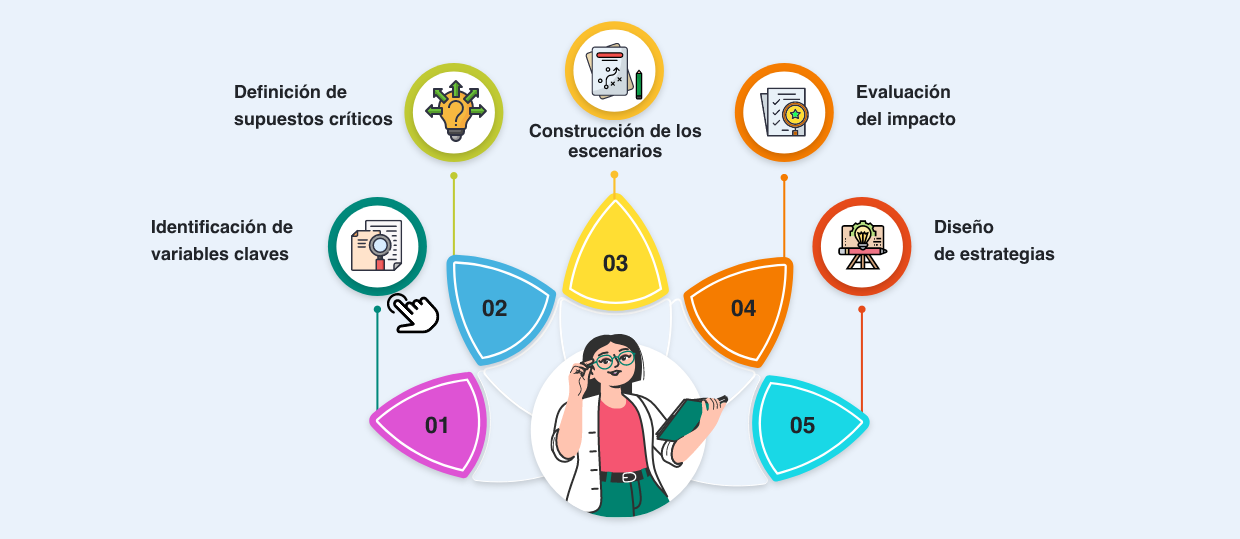 Identificación de
variables claves
01
Definición de
supuestos críticos
02
Construcción de los
escenarios
03
Evaluación
del impacto
04
Diseño
de estrategias
05